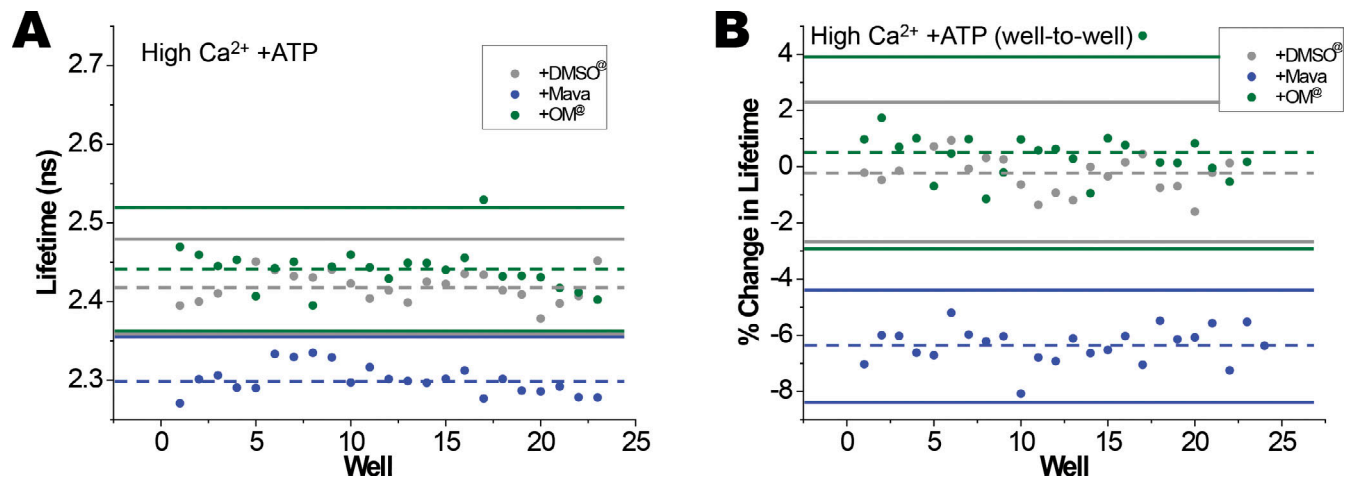 A
High Ca²⁺ +ATP
+DMSO@
+Mava
+OM@
Lifetime (ns)
2.7
2.6
2.5
2.4
2.3
0 5 10 15 20 25
Well
B
High Ca²⁺ +ATP (well-to-well)
+DMSO@
+Mava
+OM@
% Change in Lifetime
4
2
0
-2
-4
-6
-8
0 5 10 15 20 25
Well